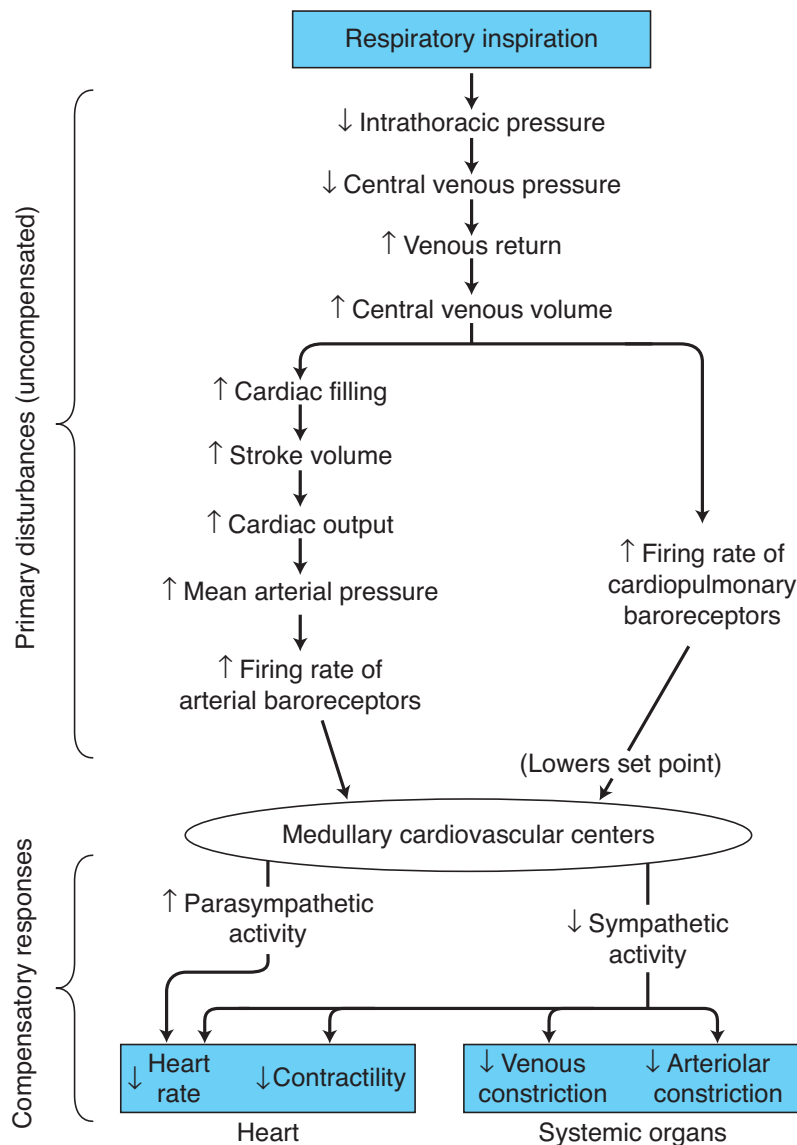 Respiratory inspiration
Primary disturbances (uncompensated)
↓ Intrathoracic pressure
↓ Central venous pressure
↑ Venous return
↑ Central venous volume
↑ Cardiac filling
↑ Stroke volume
↑ Cardiac output
↑ Mean arterial pressure
↑ Firing rate of
arterial baroreceptors
↑ Firing rate of
cardiopulmonary
baroreceptors
(Lowers set point)
Medullary cardiovascular centers
Compensatory responses
↑ Parasympathetic
activity
↓ Sympathetic
activity
↓ Heart
rate
↓ Contractility
↓ Venous
constriction
↓ Arteriolar
constriction
Heart
Systemic organs